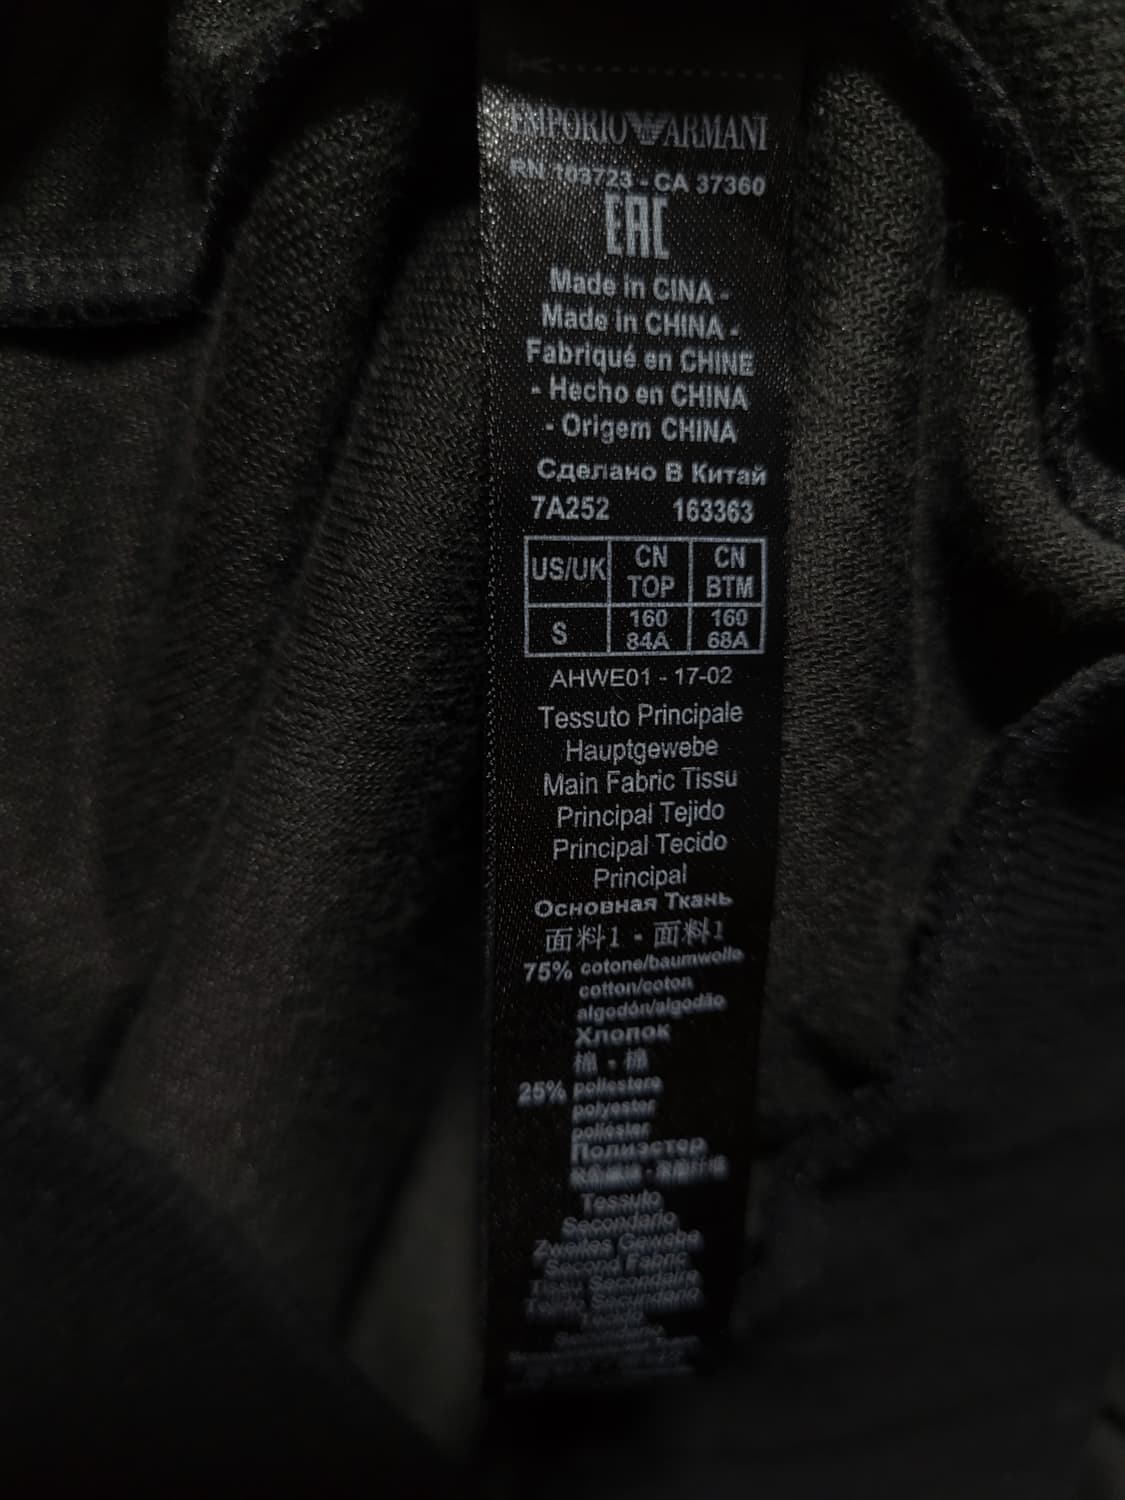 EMPORIO ARMANI
RN 103723 - CA 37360
EAC
Made in CINA -
Made in CHINA -
Fabriqué en CHINE
- Hecho en CHINA
- Origem CHINA
Сделано В Китай
7A252 163363
US/UK CN TOP CN BTM
S 160 84A 160 68A
AHWE01 - 17-02
Tessuto Principale
Hauptgewebe
Main Fabric Tissu
Principal Tejido
Principal Tecido
Principal
Основная Ткань
面料1 - 面料1
75% cotone/baumwolle
cotton/coton
algodón/algodão
Хлопок
棉 - 棉
25% poliestere
polyester
poliéster
Полиэстер
Tessuto
Secondario
Zweites Gewebe
Second Fabric
Tissu Secondaire
Tejido Secundario
Tecido